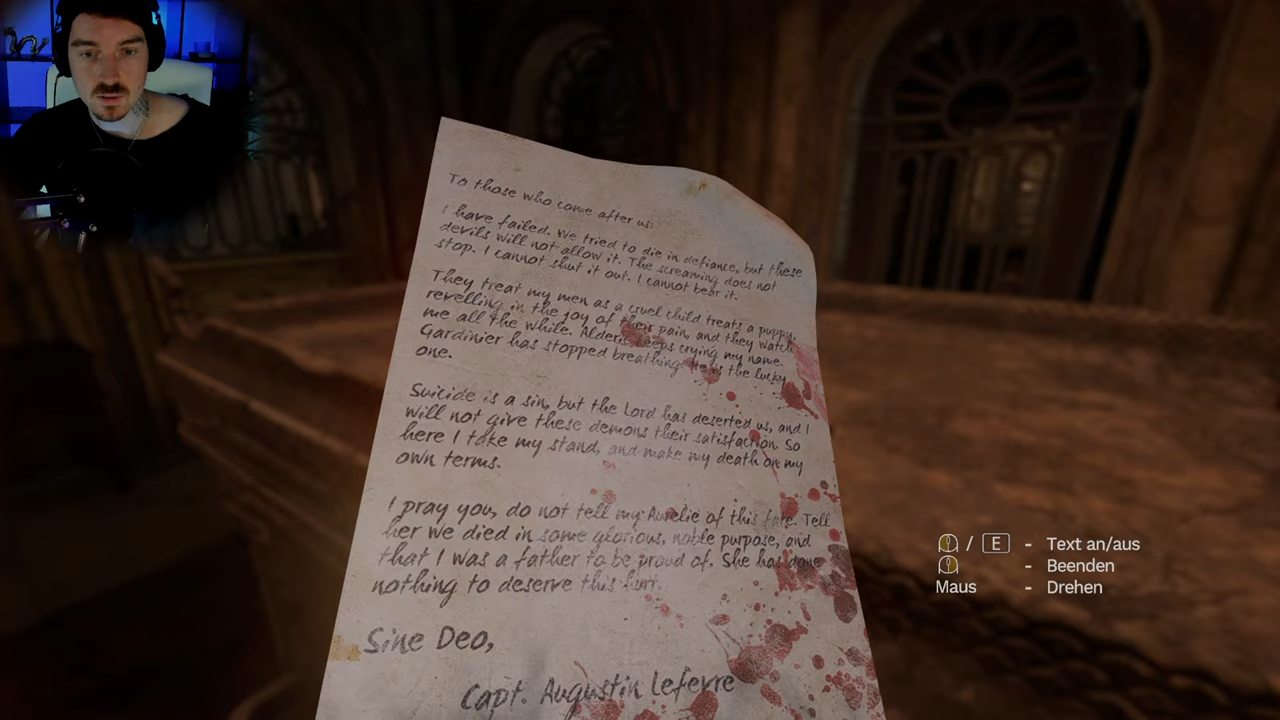 To those who come after us:
I have failed. We tried to die in defiance, but these
devils will not allow it. The screaming does not
stop. I cannot shut it out. I cannot bear it.
They treat my men as a cruel child treats a puppy,
revelling in the joy of their pain, and they watch
me all the while. Alderic keeps crying my name.
Gardinier has stopped breathing. He is the lucky
one.
Suicide is a sin, but the Lord has deserted us, and I
will not give these demons their satisfaction. So
here I take my stand, and make my death on my
own terms.
I pray you, do not tell my Aurelie of this fate. Tell
her we died in some glorious, noble purpose, and
that I was a father to be proud of. She has done
nothing to deserve this hurt.
Sine Deo,
Capt. Augustin Lefevre
/ E - Text an/aus
- Beenden
Maus - Drehen